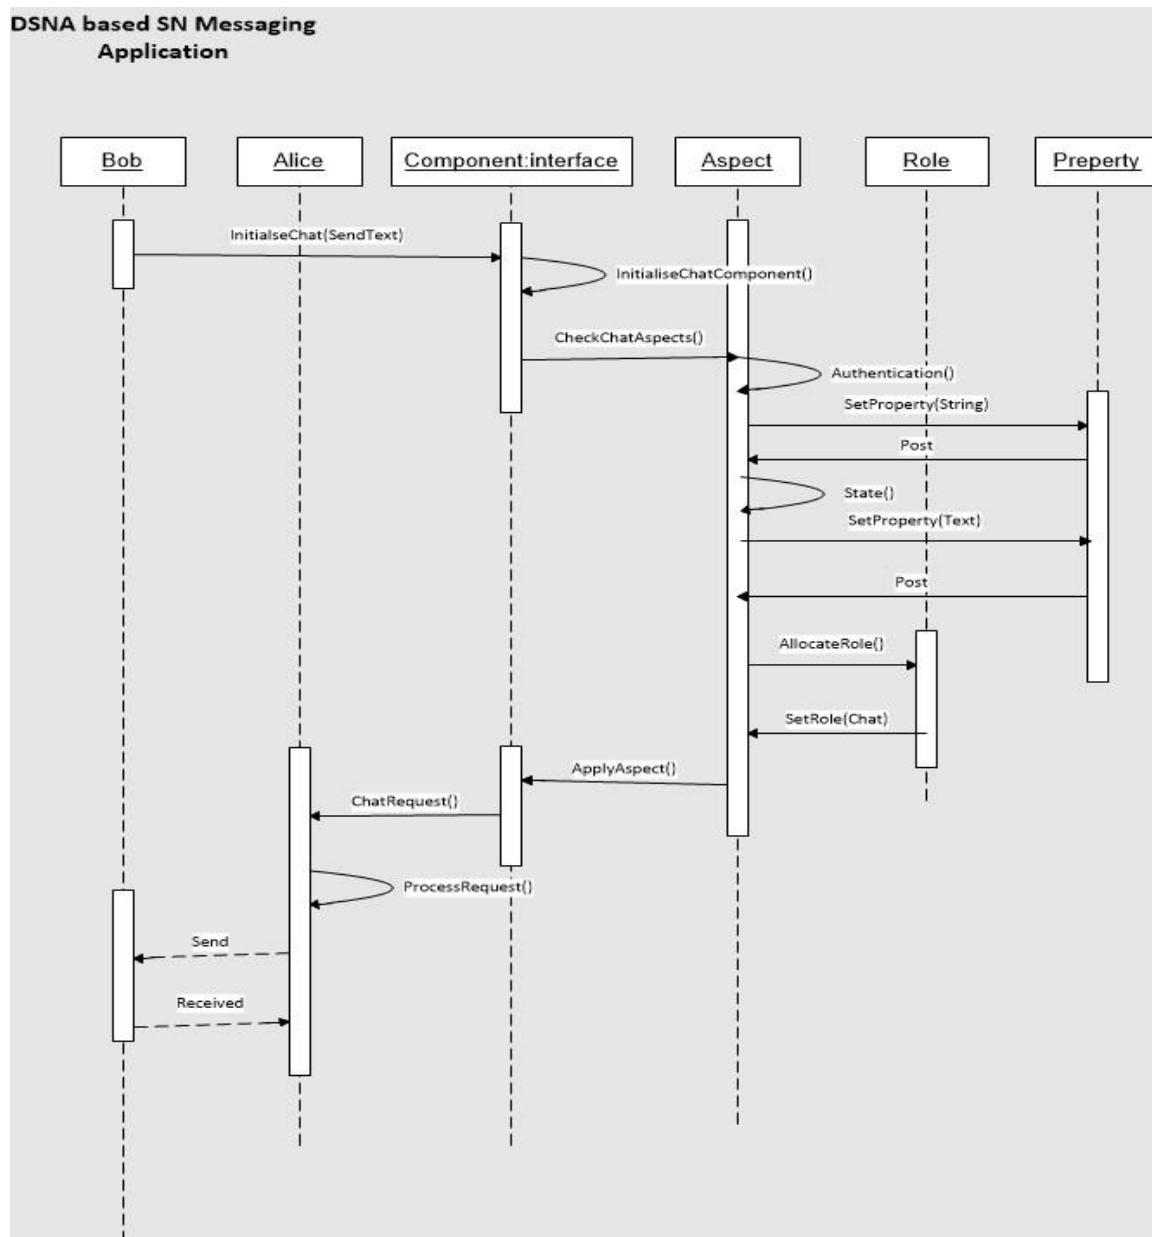 DSNA based SN Messaging
Application
Bob
Alice
Component:interface
Aspect
Role
Preperty
InitialseChat(SendText)
InitialiseChatComponent()
CheckChatAspects()
Authentication()
SetProperty(String)
Post
State()
SetProperty(Text)
Post
AllocateRole()
SetRole(Chat)
ApplyAspect()
ChatRequest()
ProcessRequest()
Send
Received